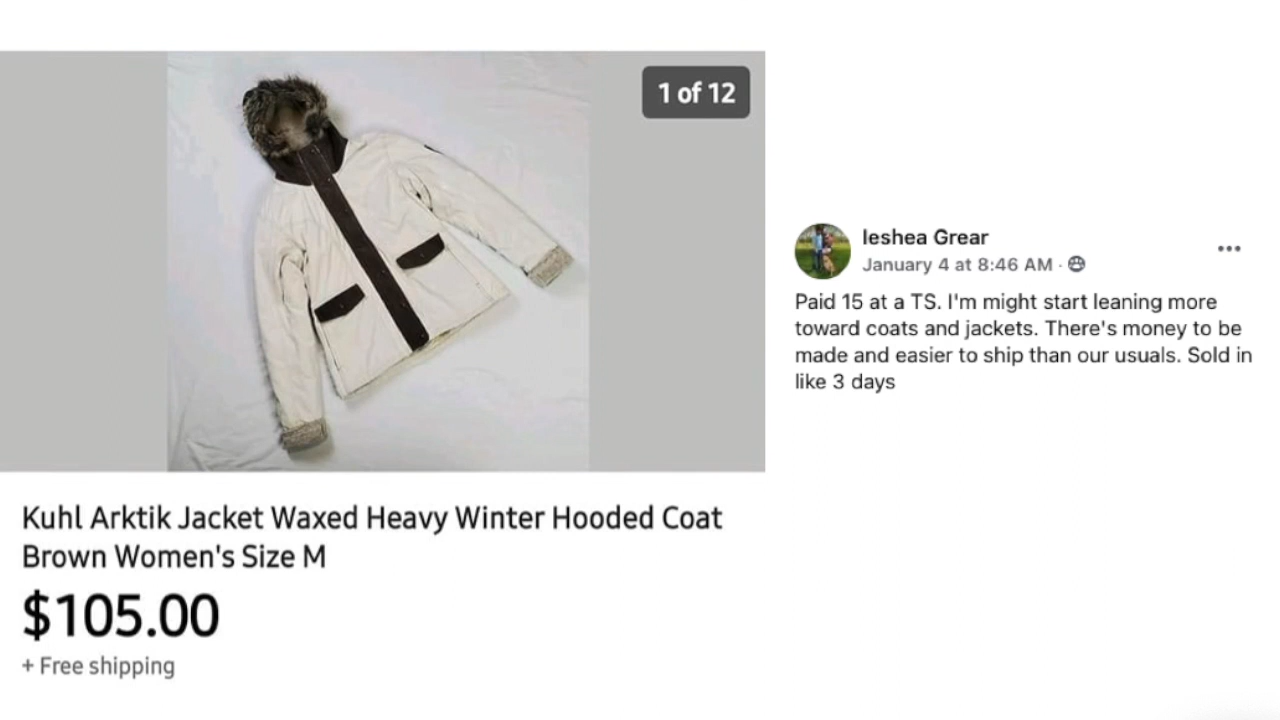 1 of 12
Kuhl Arktik Jacket Waxed Heavy Winter Hooded Coat
Brown Women's Size M
$105.00
+ Free shipping
Ieshea Grear
January 4 at 8:46 AM ·
Paid 15 at a TS. I'm might start leaning more
toward coats and jackets. There's money to be
made and easier to ship than our usuals. Sold in
like 3 days